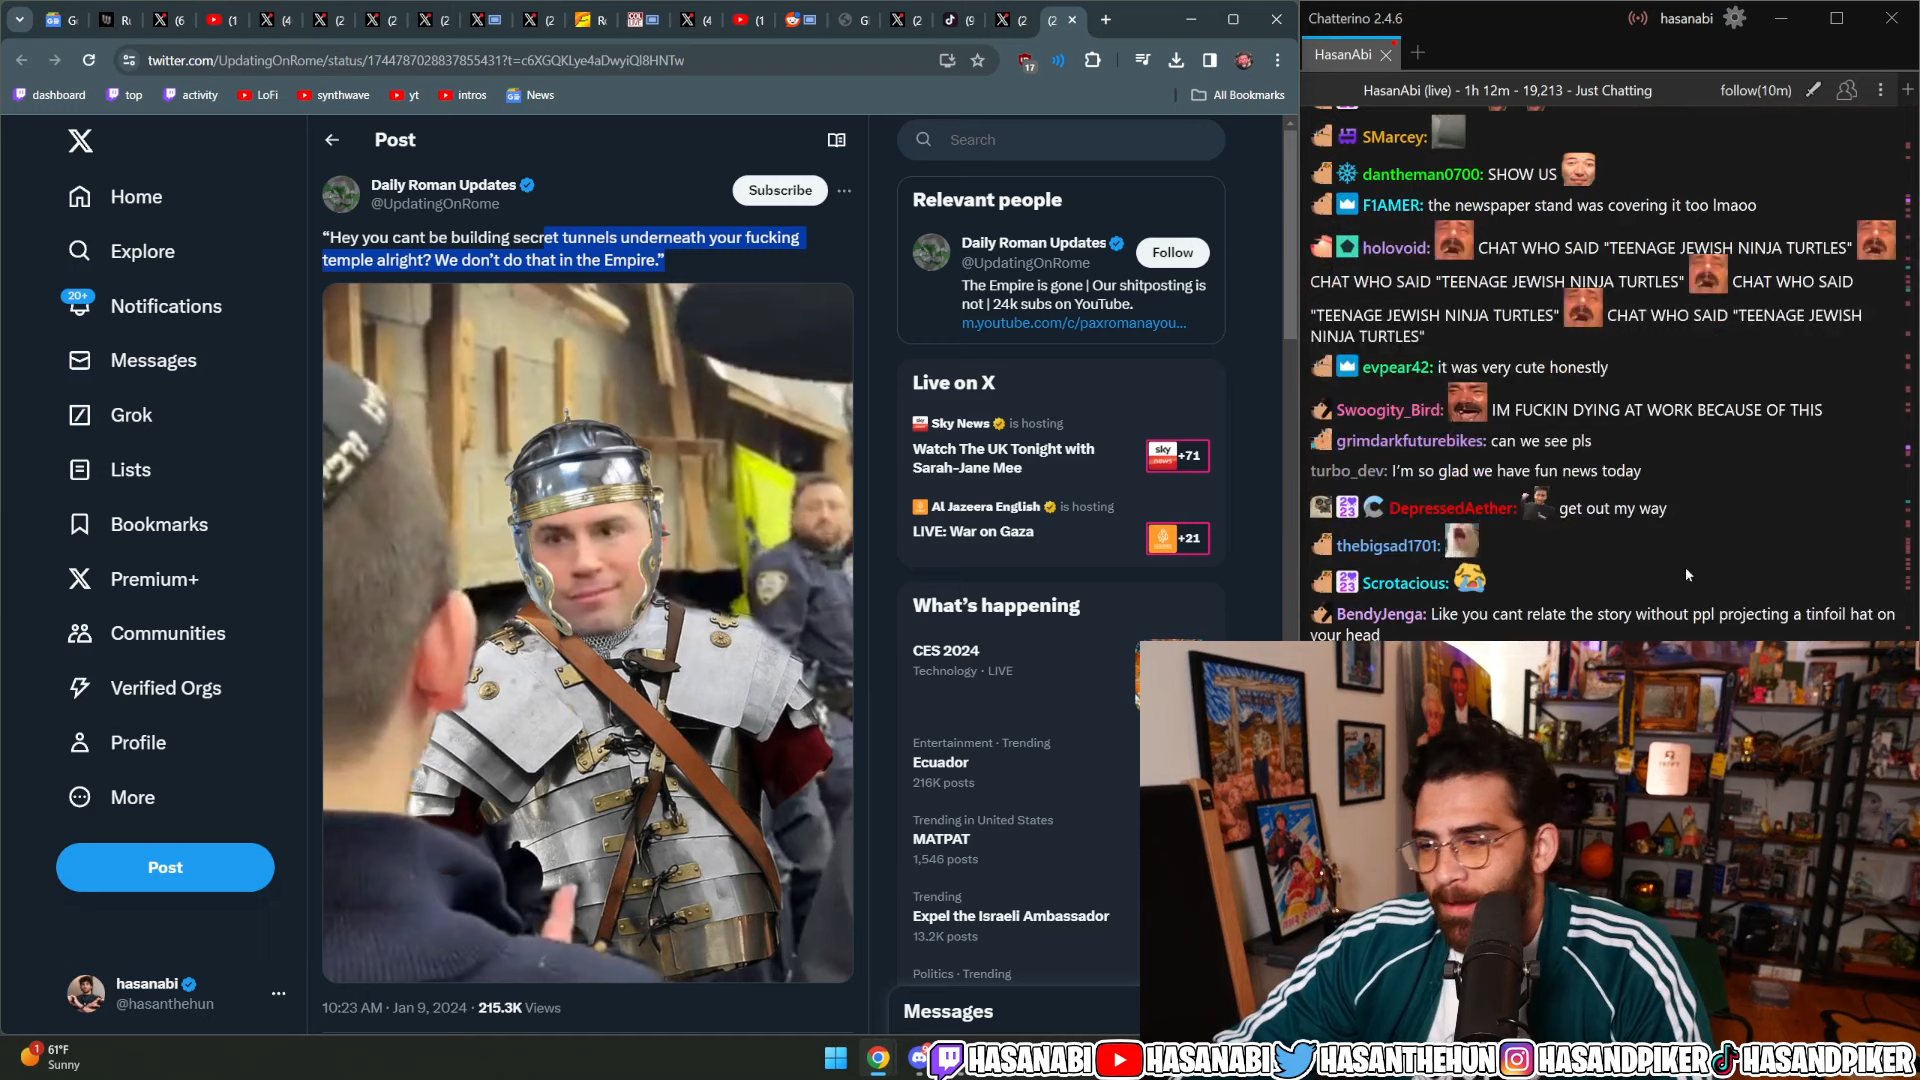 twitter.com/UpdatingOnRome/status/1744787028837855431?t=c6XGQKLye4aDwyiQl8HNTw
17
dashboard
top
activity
LoFi
synthwave
yt
intros
News
All Bookmarks
Post
Daily Roman Updates
@UpdatingOnRome
Subscribe
“Hey you cant be building secret tunnels underneath your fucking
temple alright? We don’t do that in the Empire.”
10:23 AM · Jan 9, 2024 · 215.3K Views
Home
Explore
20+
Notifications
Messages
Grok
Lists
Bookmarks
Premium+
Communities
Verified Orgs
Profile
More
Post
hasanabi
@hasanthehun
Search
Relevant people
Daily Roman Updates
@UpdatingOnRome
Follow
The Empire is gone | Our shitposting is
not | 24k subs on YouTube.
m.youtube.com/c/paxromanayou…
Live on X
Sky News is hosting
Watch The UK Tonight with
Sarah-Jane Mee
sky news +71
Al Jazeera English is hosting
LIVE: War on Gaza
+21
What’s happening
CES 2024
Technology · LIVE
Entertainment · Trending
Ecuador
216K posts
Trending in United States
MATPAT
1,546 posts
Trending
Expel the Israeli Ambassador
13.2K posts
Politics · Trending
Messages
Chatterino 2.4.6
hasanabi
HasanAbi
HasanAbi (live) - 1h 12m - 19,213 - Just Chatting
follow(10m)
SMarcey:
dantheman0700: SHOW US
F1AMER: the newspaper stand was covering it too lmaoo
holovoid: CHAT WHO SAID "TEENAGE JEWISH NINJA TURTLES"
CHAT WHO SAID "TEENAGE JEWISH NINJA TURTLES" CHAT WHO SAID
"TEENAGE JEWISH NINJA TURTLES" CHAT WHO SAID "TEENAGE JEWISH
NINJA TURTLES"
evpear42: it was very cute honestly
Swoogity_Bird: IM FUCKIN DYING AT WORK BECAUSE OF THIS
grimdarkfuturebikes: can we see pls
turbo_dev: I’m so glad we have fun news today
DepressedAether: get out my way
thebigsad1701:
Scrotacious:
BendyJenga: Like you cant relate the story without ppl projecting a tinfoil hat on
your head
1
61°F
Sunny
HASANABI HASANABI HASANTHEHUN HASANDPIKER HASANDPIKER